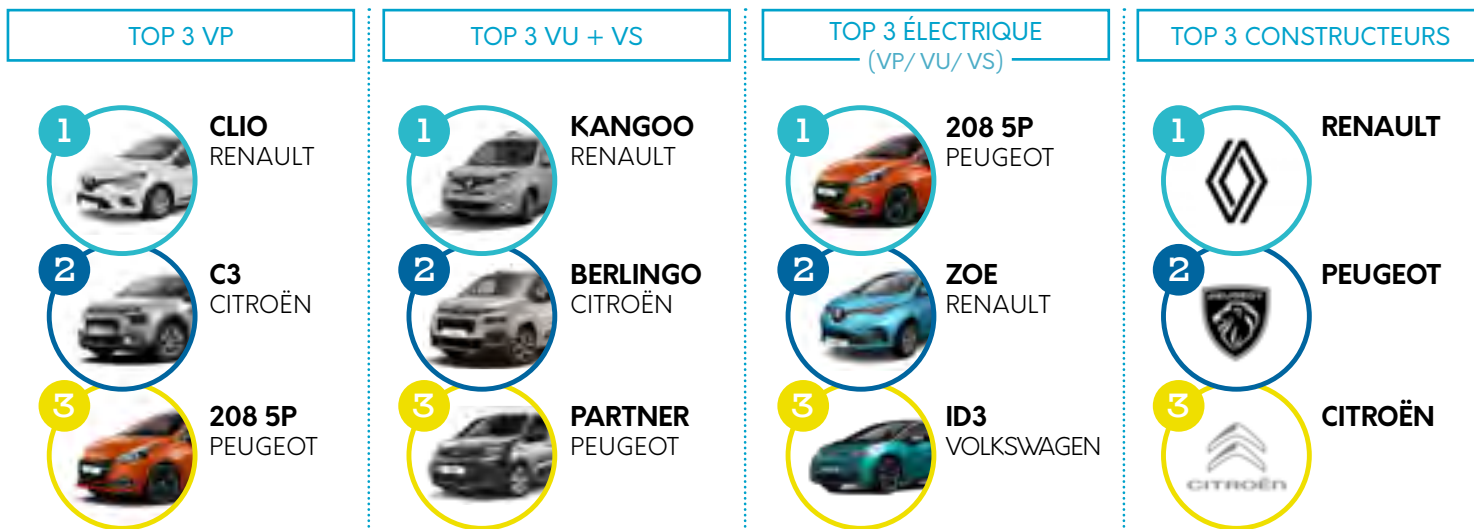 TOP 3 VP
1
CLIO
RENAULT
2
C3
CITROËN
3
208 5P
PEUGEOT
TOP 3 VU + VS
1
KANGOO
RENAULT
2
BERLINGO
CITROËN
3
PARTNER
PEUGEOT
TOP 3 ÉLECTRIQUE
(VP/ VU/ VS)
1
208 5P
PEUGEOT
2
ZOE
RENAULT
3
ID3
VOLKSWAGEN
TOP 3 CONSTRUCTEURS
1
RENAULT
2
PEUGEOT
PEUGEOT
3
CITROËN
CITROËN